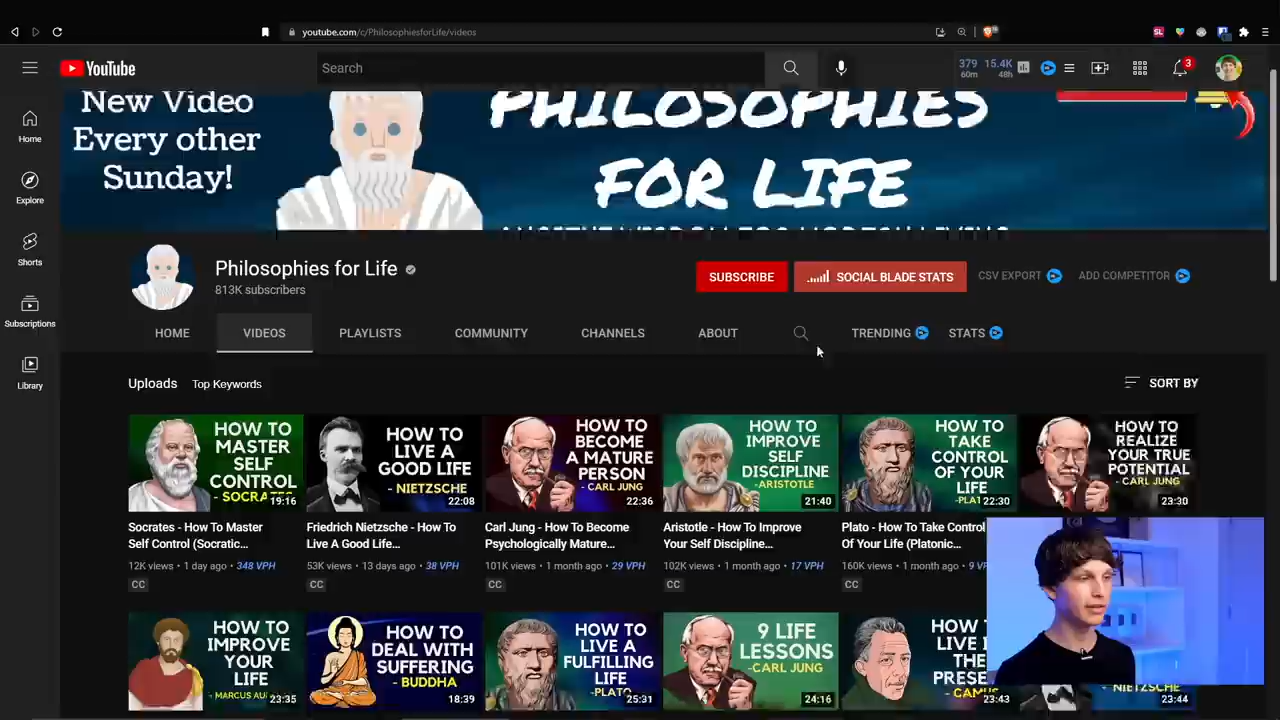 youtube.com/c/PhilosophiesforLife/videos
SL
YouTube
Search
379 15.4K
60m 48h
3
Home
Explore
Shorts
Subscriptions
Library
New Video
Every other
Sunday!
PHILOSOPHIES
FOR LIFE
Philosophies for Life
813K subscribers
SUBSCRIBE
SOCIAL BLADE STATS
CSV EXPORT
ADD COMPETITOR
HOME
VIDEOS
PLAYLISTS
COMMUNITY
CHANNELS
ABOUT
TRENDING
STATS
Uploads
Top Keywords
SORT BY
HOW TO
MASTER
SELF
CONTROL
19:16
Socrates - How To Master
Self Control (Socratic...
12K views • 1 day ago • 348 VPH
CC
HOW TO
LIVE A
GOOD LIFE
- NIETZSCHE
22:08
Friedrich Nietzsche - How To
Live A Good Life...
53K views • 13 days ago • 38 VPH
CC
HOW TO
BECOME
A MATURE
PERSON
- CARL JUNG
22:36
Carl Jung - How To Become
Psychologically Mature...
101K views • 1 month ago • 29 VPH
CC
HOW TO
IMPROVE
SELF
DISCIPLINE
-ARISTOTLE
21:40
Aristotle - How To Improve
Your Self Discipline...
102K views • 1 month ago • 17 VPH
CC
HOW TO
TAKE
CONTROL
OF YOUR
LIFE
22:30
Plato - How To Take Control
Of Your Life (Platonic...
160K views • 1 month ago • 9 VP
CC
HOW TO
REALIZE
YOUR TRUE
POTENTIAL
- CARL JUNG
23:30
HOW TO
IMPROVE
YOUR
LIFE
- MARCUS
23:35
HOW TO
DEAL WITH
SUFFERING
- BUDDHA
18:39
HOW TO
LIVE A
FULFILLING
LIFE
25:31
9 LIFE
LESSONS
-CARL JUNG
24:16
HOW
LIVE
THE
PRESE
23:43
NIETZSCHE
23:44